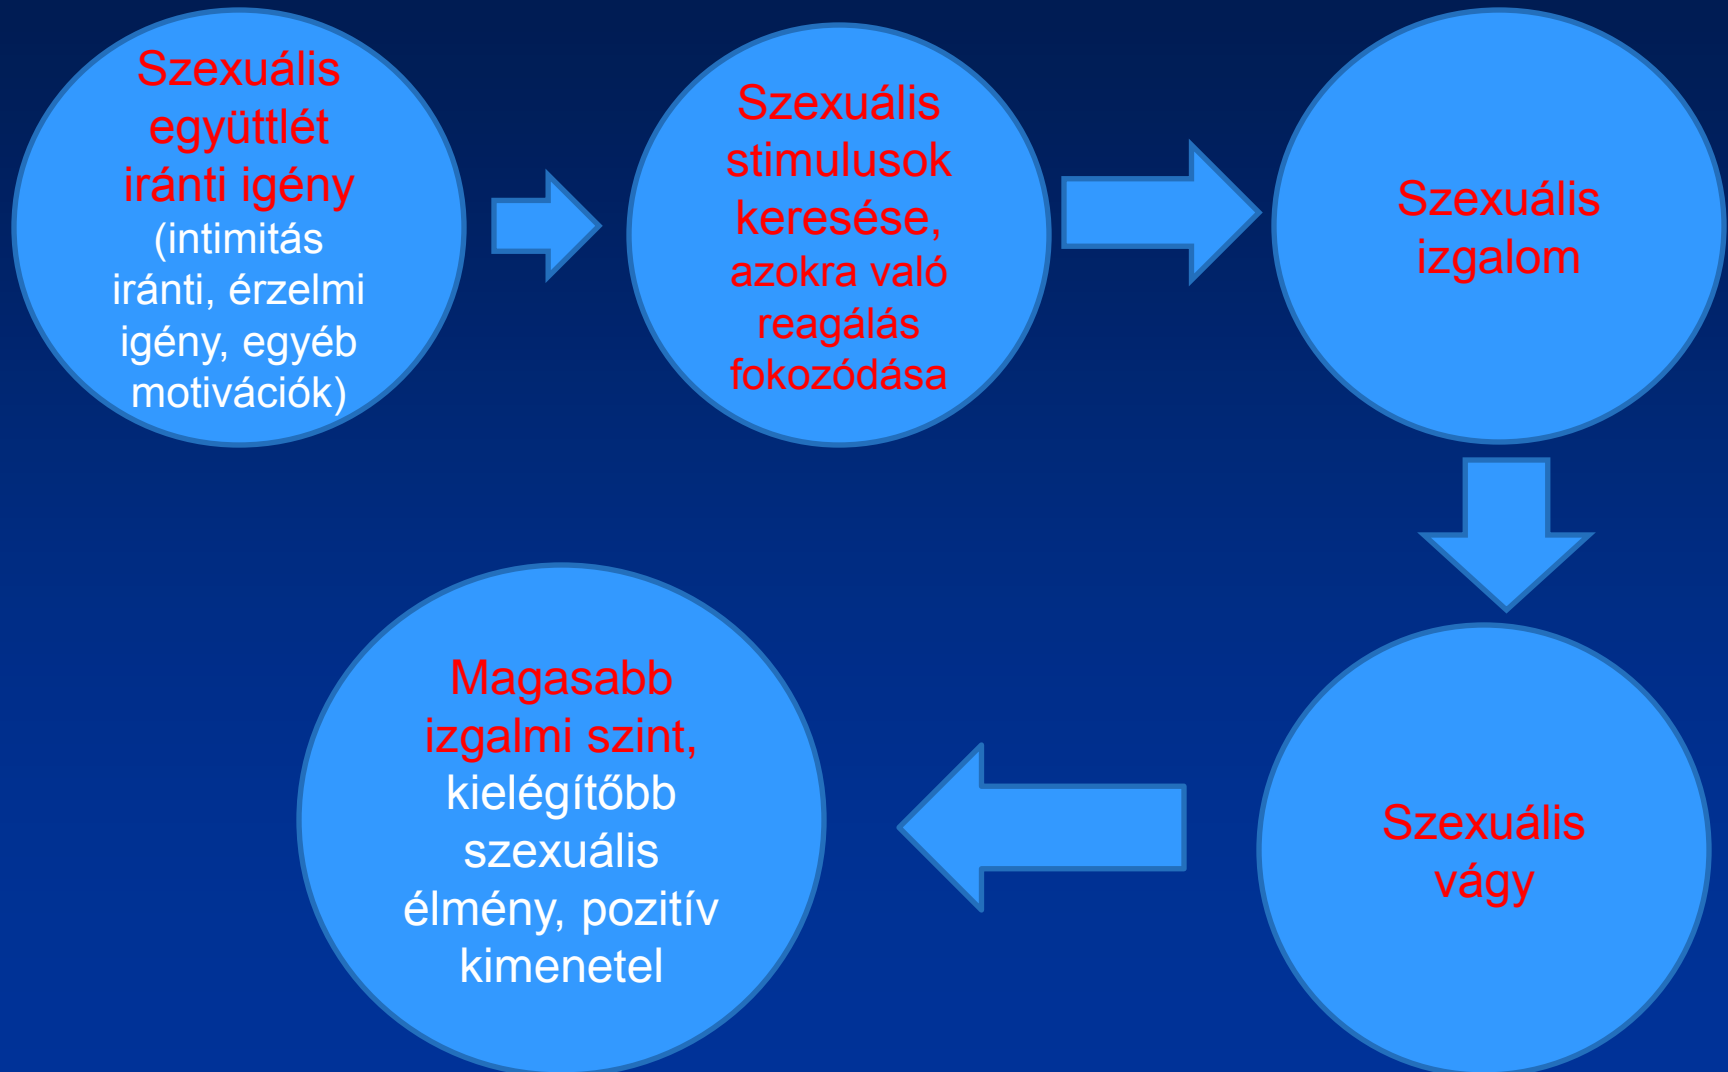 Szexuális
együttlét
iránti igény
(intimitás
iránti, érzelmi
igény, egyéb
motivációk)
Szexuális
stimulusok
keresése,
azokra való
reagálás
fokozódása
Szexuális
izgalom
Szexuális
vágy
Magasabb
izgalmi szint,
kielégítőbb
szexuális
élmény, pozitív
kimenetel